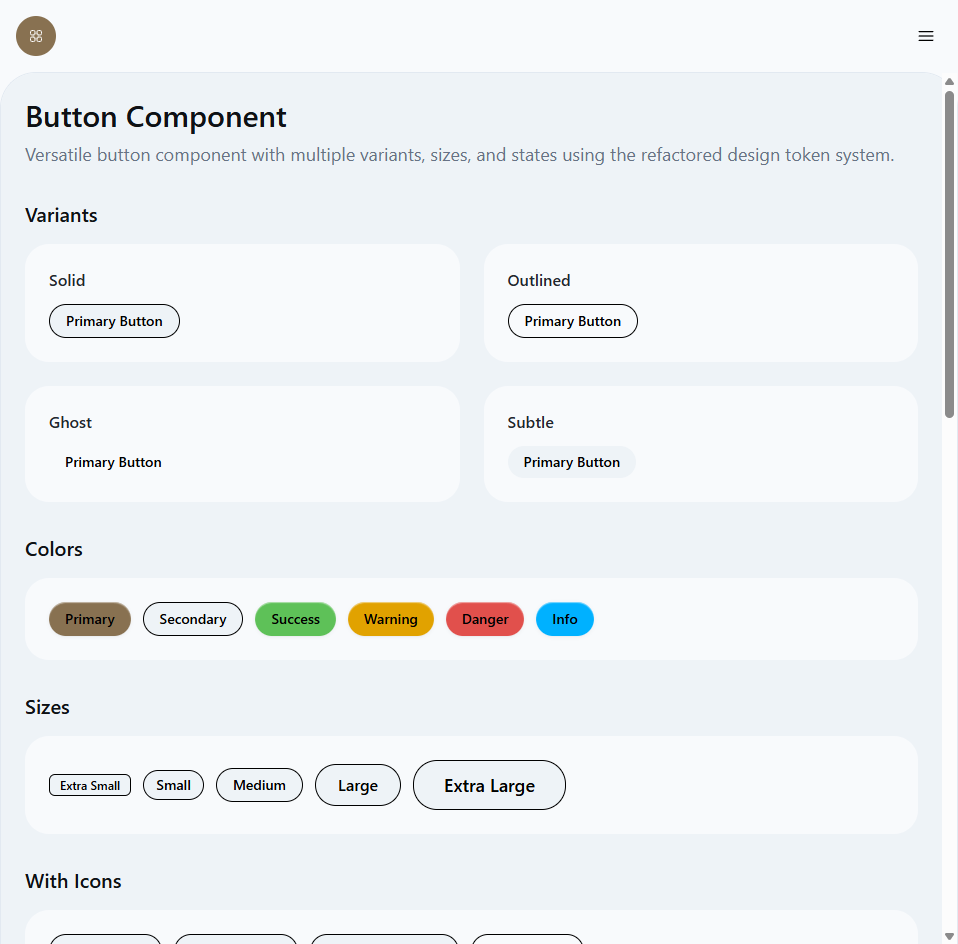 Button Component
Versatile button component with multiple variants, sizes, and states using the refactored design token system.
Variants
Solid
Primary Button
Outlined
Primary Button
Ghost
Primary Button
Subtle
Primary Button
Colors
Primary Secondary Success Warning Danger Info
Sizes
Extra Small Small Medium Large Extra Large
With Icons